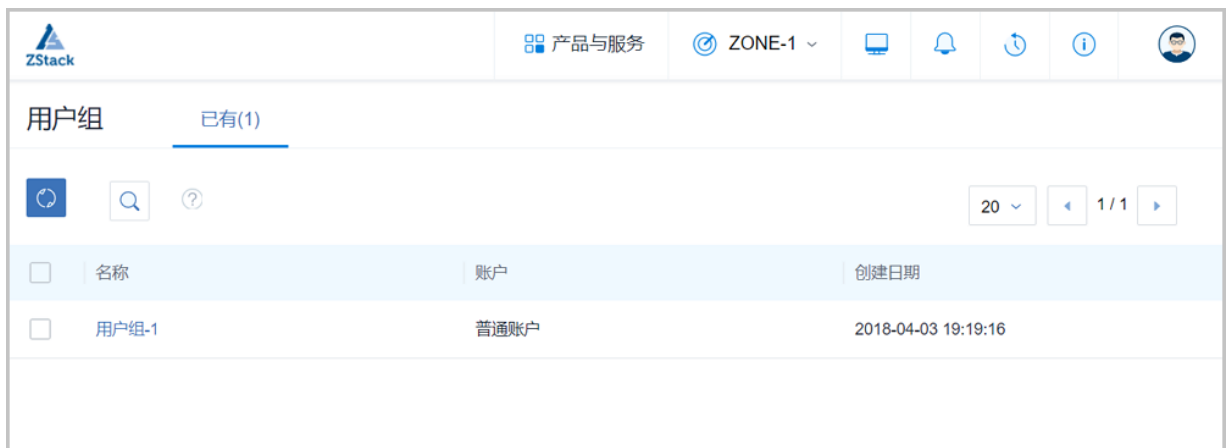 ZStack
产品与服务
ZONE-1
用户组
已有(1)
20
1 / 1
名称
账户
创建日期
用户组-1
普通账户
2018-04-03 19:19:16